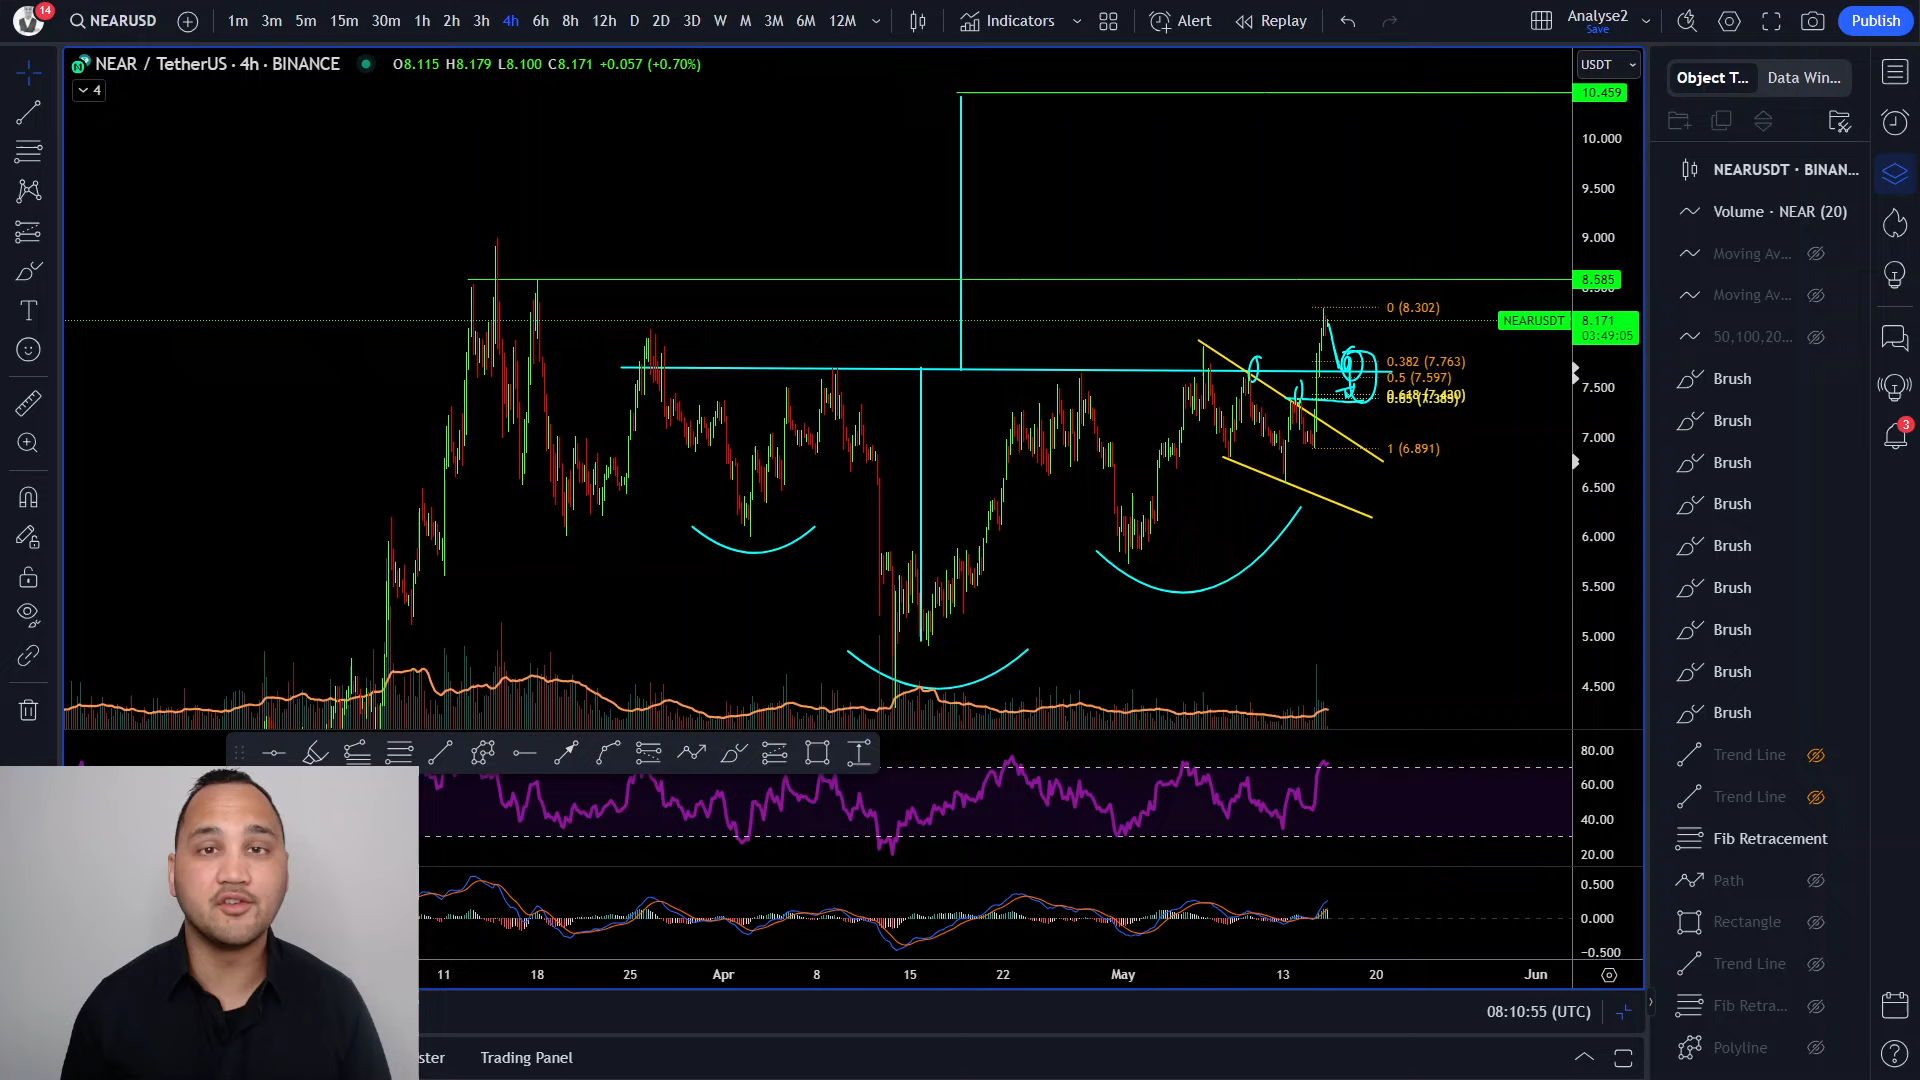 14
NEARUSD
1m 3m 5m 15m 30m 1h 2h 3h 4h 6h 8h 12h D 2D 3D W M 3M 6M 12M
Indicators
Alert
Replay
Analyse2
Save
Publish
NEAR / TetherUS · 4h · BINANCE
O8.115 H8.179 L8.100 C8.171 +0.057 (+0.70%)
4
USDT
10.459
10.000
9.500
9.000
8.585
NEARUSDT
8.171
03:49:05
7.500
7.000
6.500
6.000
5.500
5.000
4.500
0 (8.302)
0.382 (7.763)
0.5 (7.597)
1 (6.891)
80.00
60.00
40.00
20.00
0.500
0.000
−0.500
11 18 25 Apr 8 15 22 May 13 20 Jun
08:10:55 (UTC)
ster
Trading Panel
Object T...
Data Win...
NEARUSDT · BINAN...
Volume · NEAR (20)
Moving Av...
Moving Av...
50,100,20...
Brush
Brush
Brush
Brush
Brush
Brush
Brush
Brush
Brush
Trend Line
Trend Line
Fib Retracement
Path
Rectangle
Trend Line
Fib Retra...
Polyline
3